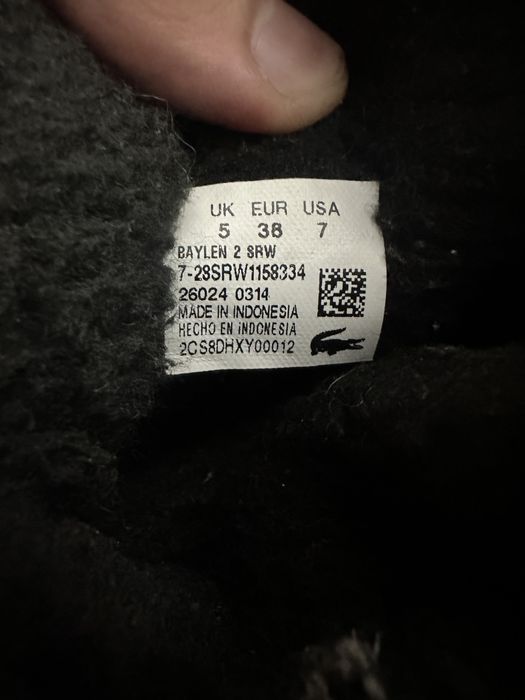 UK EUR USA
5 38 7
BAYLEN 2 SRW
7-28SRW1158334
26024 0314
MADE IN INDONESIA
HECHO EN INDONESIA
2CS8DHXY00012